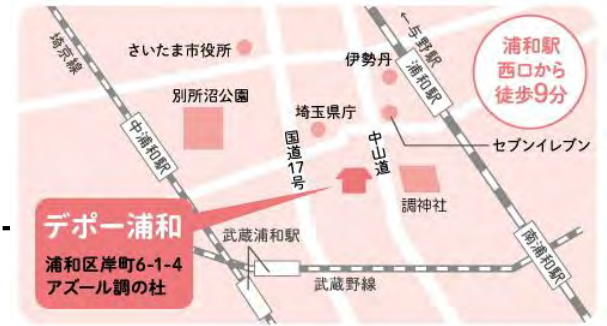 ←与野駅
埼京線
さいたま市役所
伊勢丹
浦和駅
浦和駅
西口から
徒歩9分
別所沼公園
埼玉県庁
中浦和駅
国道17号
中山道
セブンイレブン
調神社
デポー浦和
浦和区岸町6-1-4
アズール調の杜
武蔵浦和駅
武蔵野線
南浦和駅